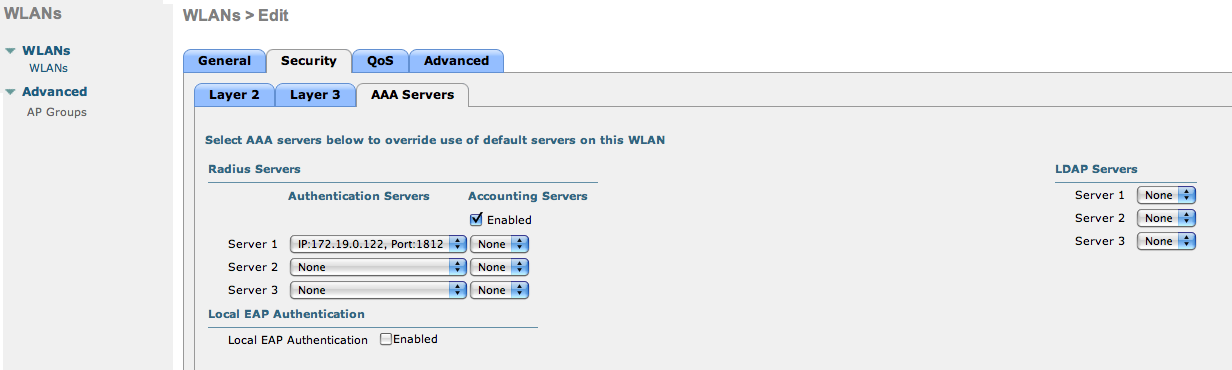 WLANs
WLANs > Edit
WLANs
WLANs
Advanced
AP Groups
General Security QoS Advanced
Layer 2 Layer 3 AAA Servers
Select AAA servers below to override use of default servers on this WLAN
Radius Servers
Authentication Servers Accounting Servers
Enabled
Server 1 IP:172.19.0.122, Port:1812 None
Server 2 None None
Server 3 None None
Local EAP Authentication
Local EAP Authentication Enabled
LDAP Servers
Server 1 None
Server 2 None
Server 3 None